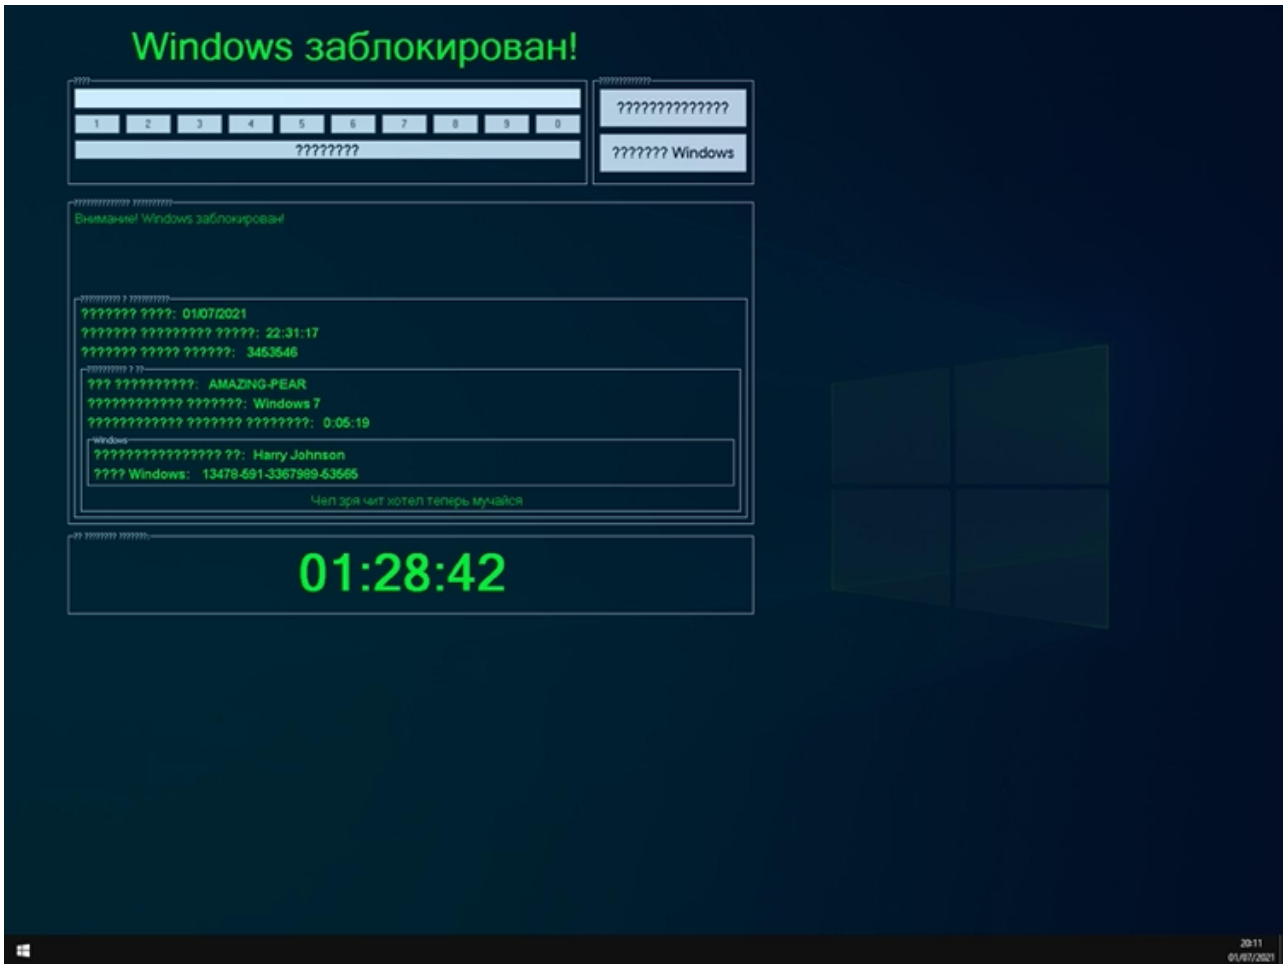 Windows заблокирован!
????
?????????????
1 2 3 4 5 6 7 8 9 0
????????
??????????????
??????? Windows
?????????????? ??????????
Внимание! Windows заблокирован!
?????????? ? ??????????
??????? ????: 01/07/2021
??????? ????????? ?????: 22:31:17
??????? ????? ??????: 3453546
?????????? ? ??
??? ??????????: AMAZING-PEAR
???????????? ???????: Windows 7
???????????? ??????? ????????: 0:05:19
Windows
???????????????? ??: Harry Johnson
???? Windows: 13478-591-3367989-53565
Чел зря чит хотел теперь мучайся
?? ???????? ???????:
01:28:42
20:11
01/07/2021